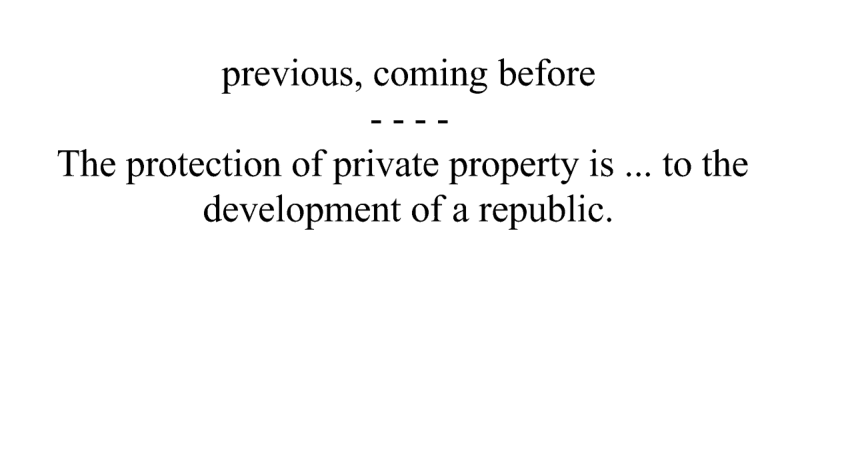 previous, coming before
- - - -
The protection of private property is ... to the
development of a republic.